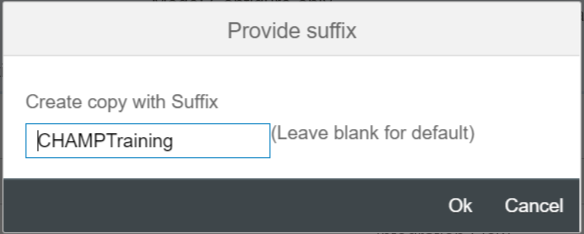 Provide suffix
Create copy with Suffix
CHAMPTraining (Leave blank for default)
Ok Cancel